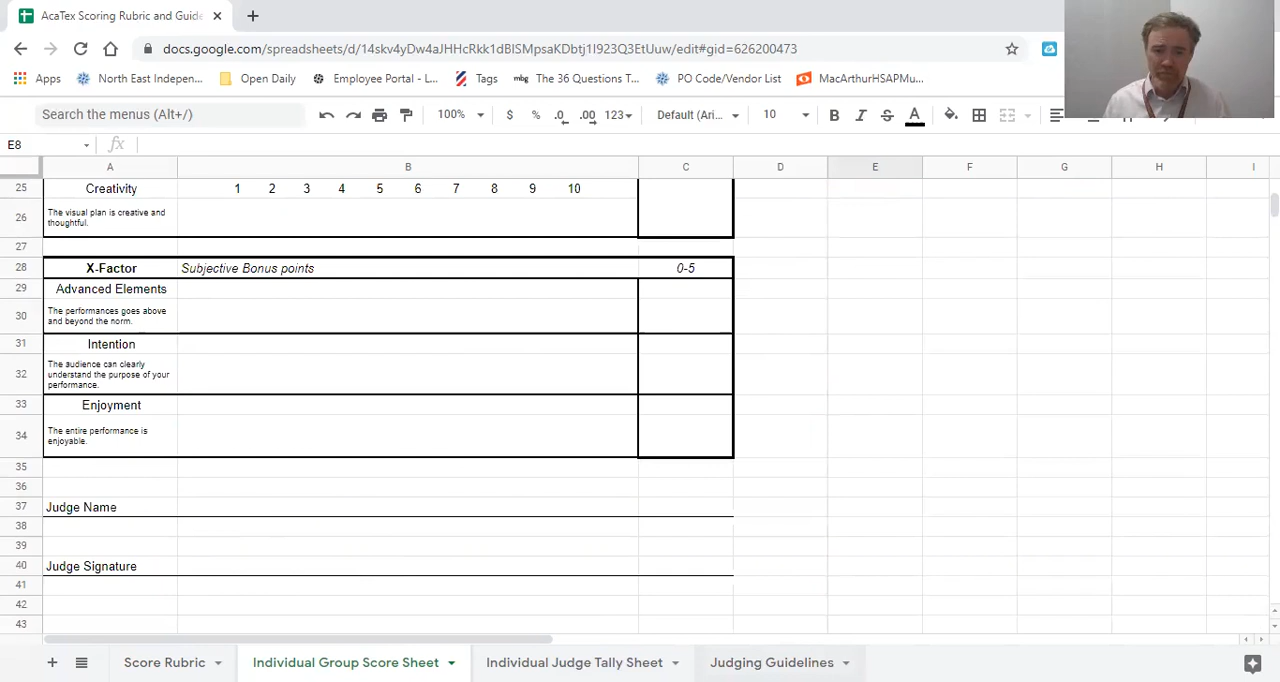 AcaTex Scoring Rubric and Guide
docs.google.com/spreadsheets/d/14skv4yDw4aJHHcRkk1dBISMpsaKDbtj1I923Q3EtUuw/edit#gid=626200473
Apps North East Indepen... Open Daily Employee Portal - L... Tags mbg The 36 Questions T... PO Code/Vendor List MacArthurHSAPMu...
Search the menus (Alt+/) 100% $ % .0 .00 123 Default (Ari... 10 B I S A
E8 fx
A B C D E F G H I
25 Creativity 1 2 3 4 5 6 7 8 9 10
26 The visual plan is creative and
thoughtful.
27
28 X-Factor Subjective Bonus points 0-5
29 Advanced Elements
30 The performances goes above
and beyond the norm.
31 Intention
32 The audience can clearly
understand the purpose of your
performance.
33 Enjoyment
34 The entire performance is
enjoyable.
35
36
37 Judge Name
38
39
40 Judge Signature
41
42
43
Score Rubric Individual Group Score Sheet Individual Judge Tally Sheet Judging Guidelines